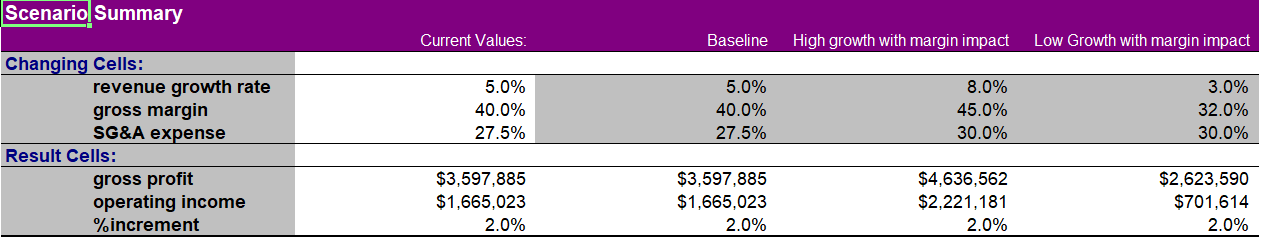 Scenario Summary
Current Values: Baseline High growth with margin impact Low Growth with margin impact
Changing Cells:
revenue growth rate 5.0% 5.0% 8.0% 3.0%
gross margin 40.0% 40.0% 45.0% 32.0%
SG&A expense 27.5% 27.5% 30.0% 30.0%
Result Cells:
gross profit $3,597,885 $3,597,885 $4,636,562 $2,623,590
operating income $1,665,023 $1,665,023 $2,221,181 $701,614
%increment 2.0% 2.0% 2.0% 2.0%